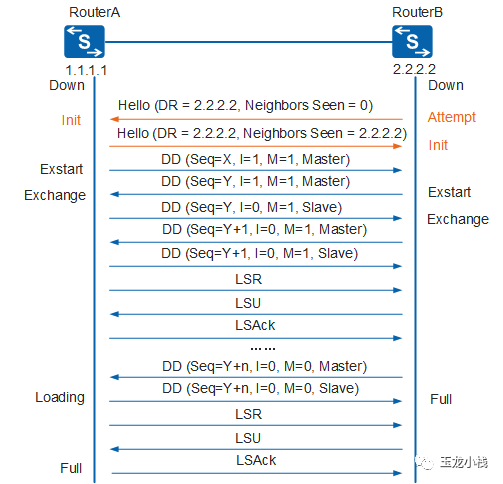 RouterA RouterB
S S
1.1.1.1 2.2.2.2
Down Down
Hello (DR = 2.2.2.2, Neighbors Seen = 0)
Init Attempt
Hello (DR = 2.2.2.2, Neighbors Seen = 2.2.2.2)
Init
DD (Seq=X, I=1, M=1, Master)
Exstart
DD (Seq=Y, I=1, M=1, Master)
Exchange Exstart
DD (Seq=Y, I=0, M=1, Slave)
Exchange
DD (Seq=Y+1, I=0, M=1, Master)
DD (Seq=Y+1, I=0, M=1, Slave)
LSR
LSU
LSAck
……
DD (Seq=Y+n, I=0, M=0, Master)
DD (Seq=Y+n, I=0, M=0, Slave)
Loading Full
LSR
LSU
LSAck
Full
玉龙小栈